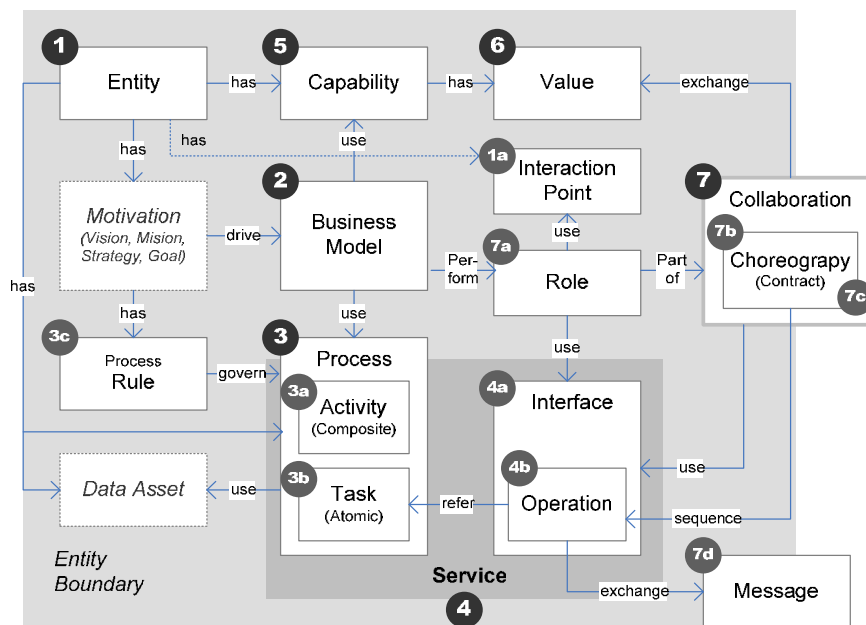 1
Entity
has
5
Capability
has
6
Value
exchange
has
has
use
1a
Interaction
Point
Motivation
(Vision, Mision,
Strategy, Goal)
drive
2
Business
Model
use
7
Collaboration
7b
Choreograpy
(Contract)
7c
Per-
form
7a
Role
Part
of
has
has
use
use
3c
Process
Rule
govern
3
Process
3a
Activity
(Composite)
4a
Interface
Data Asset
use
3b
Task
(Atomic)
refer
4b
Operation
use
sequence
Entity
Boundary
Service
4
exchange
7d
Message